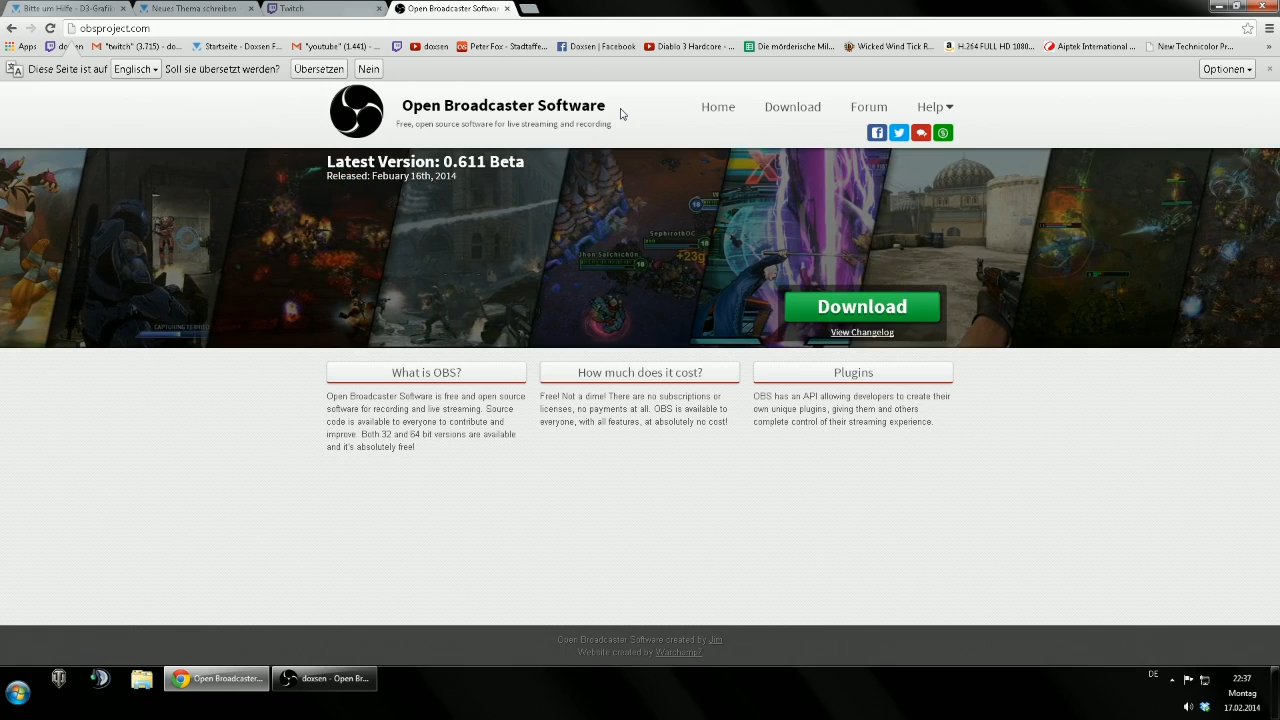 Bitte um Hilfe - D3-Grafik
Neues Thema schreiben -
Twitch
Open Broadcaster Softwar
obsproject.com
Apps
"twitch" (3.715) - do...
Startseite - Doxsen F...
"youtube" (1.441) - ...
doxsen
Peter Fox - Stadtaffe...
Doxsen | Facebook
Diablo 3 Hardcore - ...
Die mörderische Mil...
Wicked Wind Tick R...
H.264 FULL HD 1080...
Aiptek International ...
New Technicolor Pr...
»
Diese Seite ist auf Englisch Soll sie übersetzt werden? Übersetzen Nein Optionen
Open Broadcaster Software
Free, open source software for live streaming and recording
Home Download Forum Help
Latest Version: 0.611 Beta
Released: Febuary 16th, 2014
SephirothOC
18
Jhon Salchichon
18
+23g
18
Download
View Changelog
What is OBS?
Open Broadcaster Software is free and open source
software for recording and live streaming. Source
code is available to everyone to contribute and
improve. Both 32 and 64 bit versions are available
and it's absolutely free!
How much does it cost?
Free! Not a dime! There are no subscriptions or
licenses, no payments at all. OBS is available to
everyone, with all features, at absolutely no cost!
Plugins
OBS has an API allowing developers to create their
own unique plugins, giving them and others
complete control of their streaming experience.
Open Broadcaster Software created by Jim
Website created by Warchamp7
Open Broadcaster...
doxsen - Open Br...
DE
22:37
Montag
17.02.2014